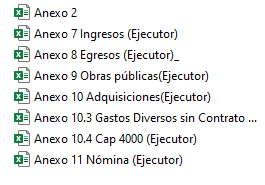 Anexo 2
Anexo 7 Ingresos (Ejecutor)
Anexo 8 Egresos (Ejecutor)_
Anexo 9 Obras públicas(Ejecutor)
Anexo 10 Adquisiciones(Ejecutor)
Anexo 10.3 Gastos Diversos sin Contrato ...
Anexo 10.4 Cap 4000 (Ejecutor)
Anexo 11 Nómina (Ejecutor)